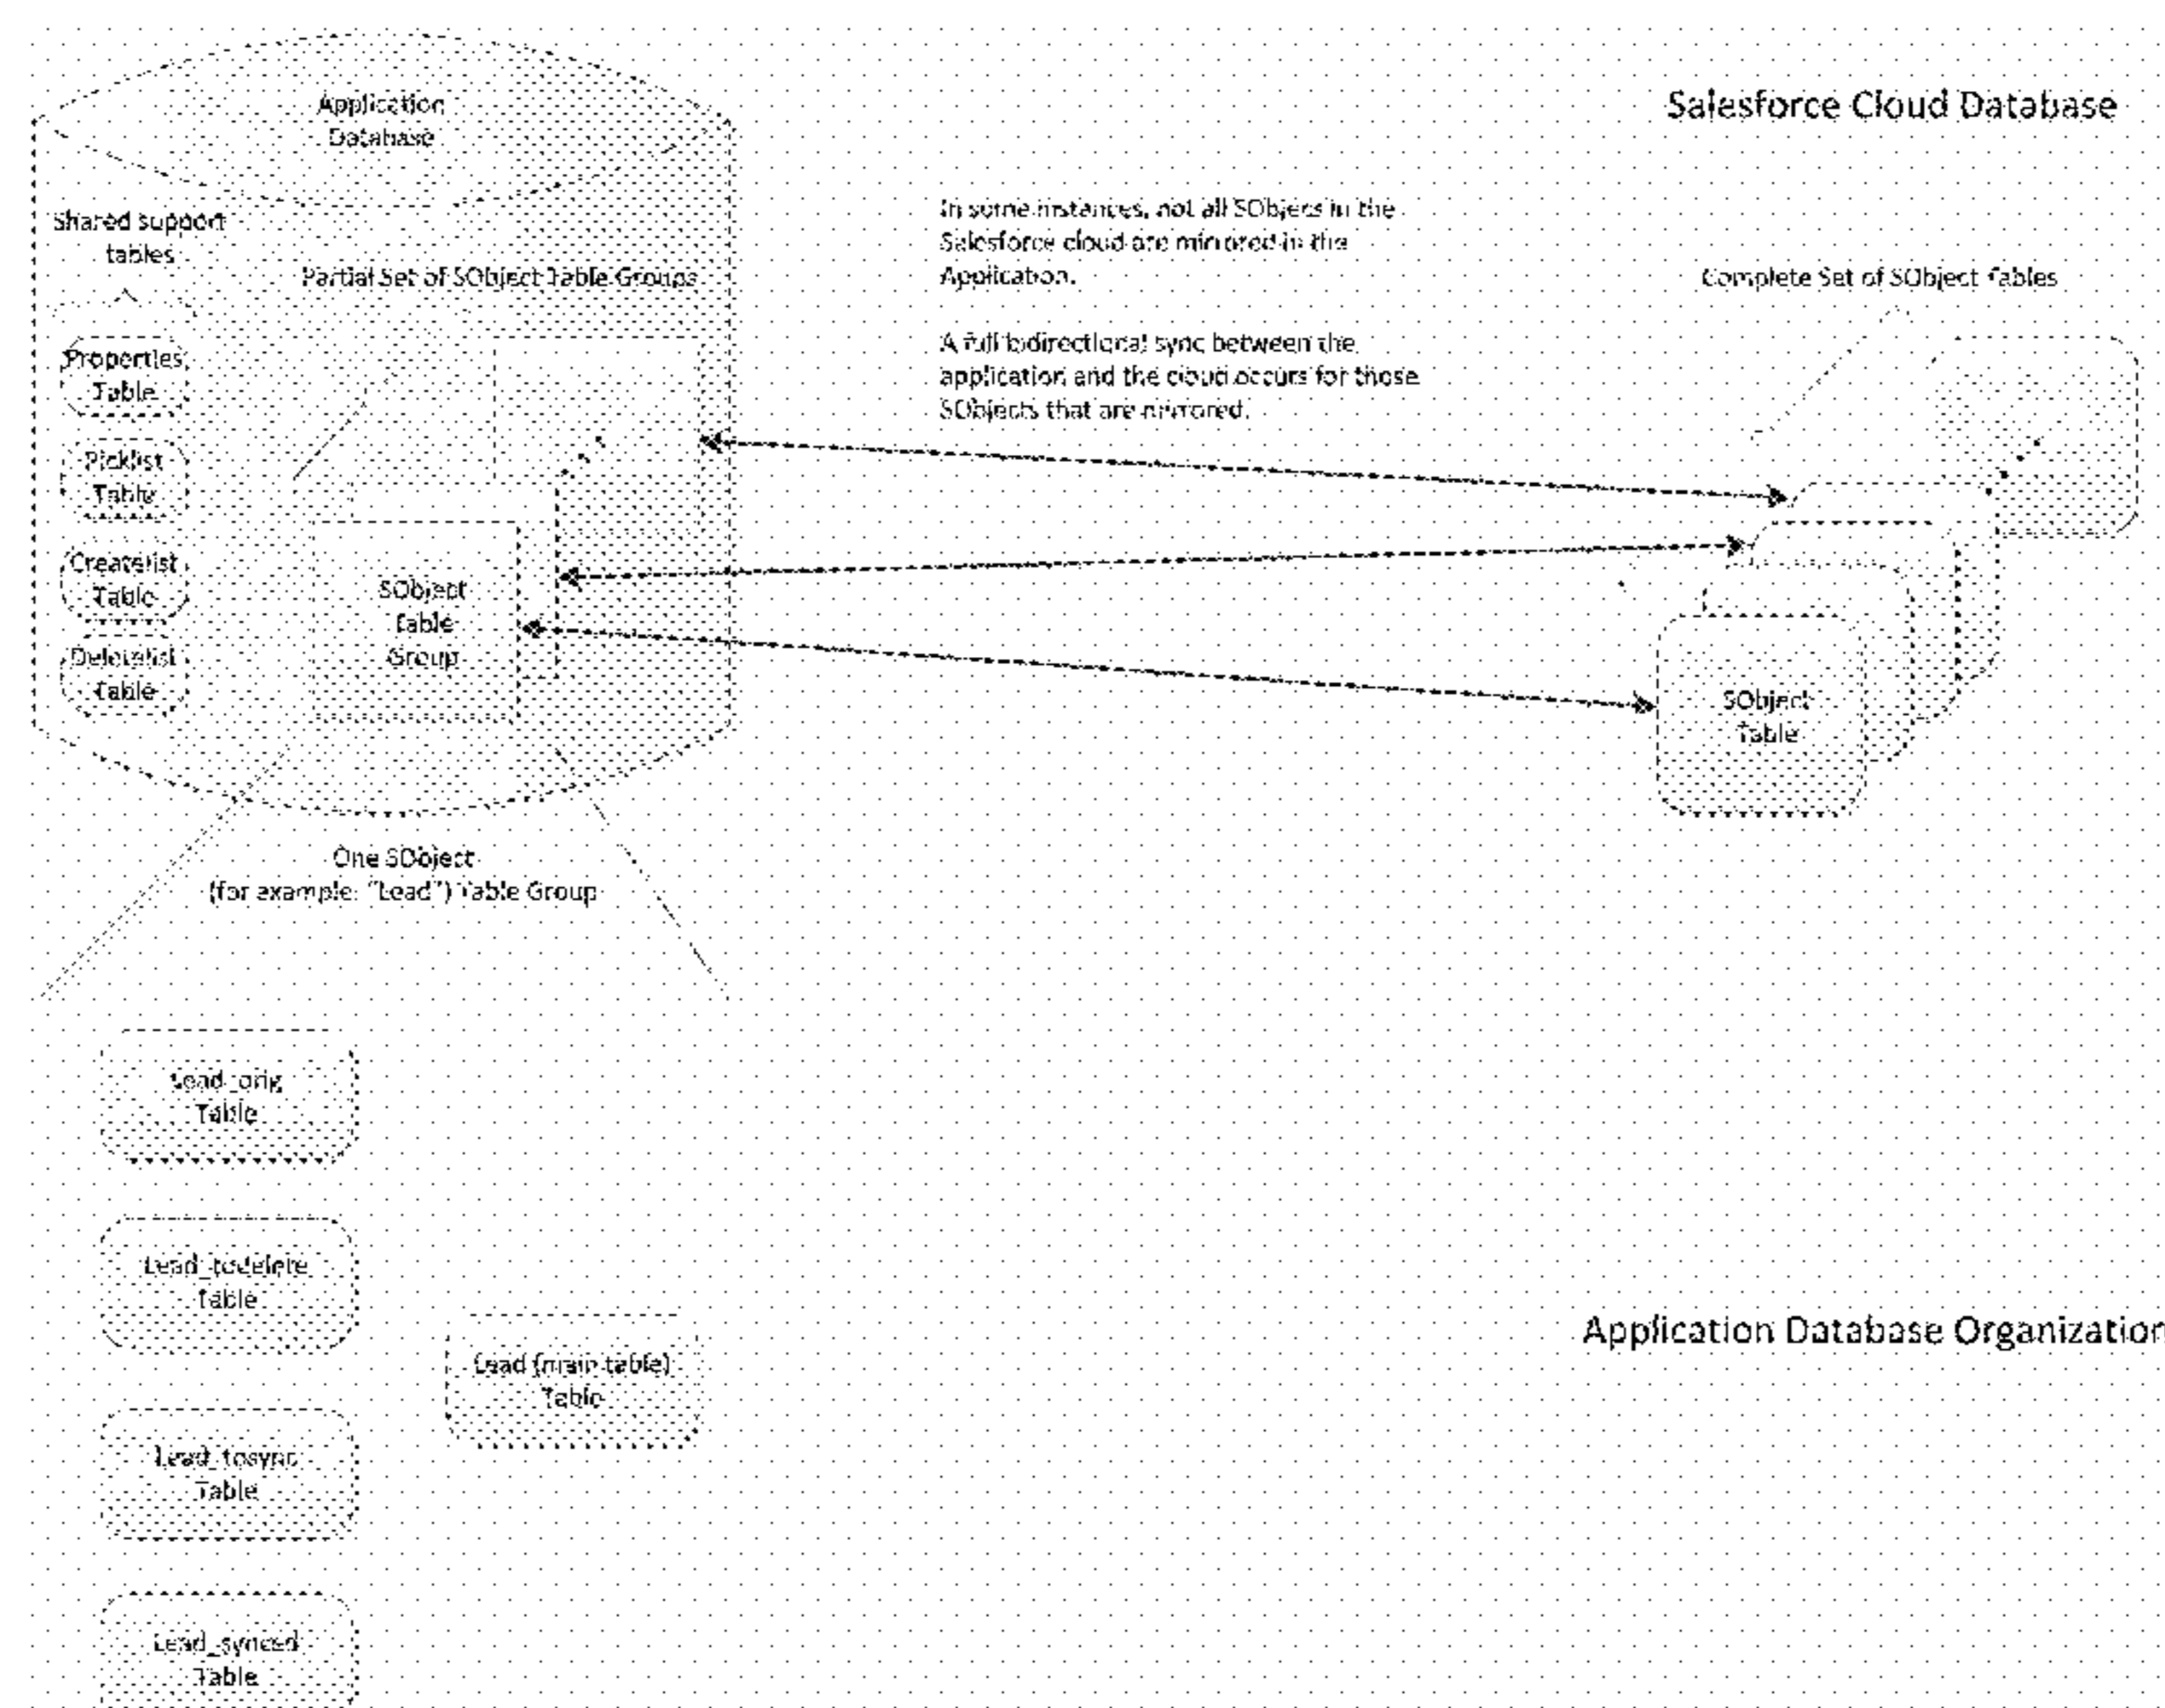 Application
Database
Salesforce Cloud Database
Shared support
tables
Partial Set of SObject Table Groups
In some instances, not all SObjecs in the
Salesforce cloud are mirrored in the
Application.
Complete Set of SObject Tables
A full bidirectional sync between the
application and the cloud occurs for those
SObjects that are mirrored.
Properties
Table
Picklist
Table
Createlist
Table
Deletelist
Table
SObject
Table
Group
SObject
Table
One SObject
(for example: "Lead") Table Group
Lead_orig
Table
Lead_todelete
Table
Lead (main table)
Table
Application Database Organization
Lead_tosync
Table
Lead_synced
Table